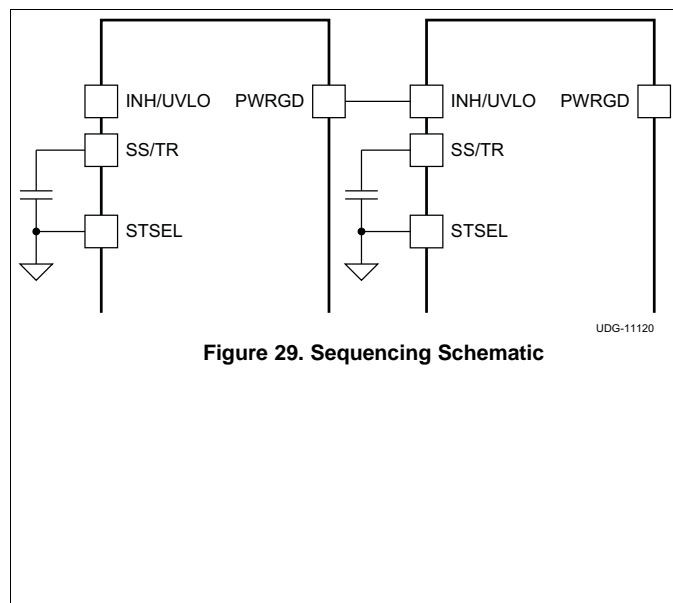 INH/UVLO PWRGD INH/UVLO PWRGD
SS/TR SS/TR
STSEL STSEL
UDG-11120
Figure 29. Sequencing Schematic